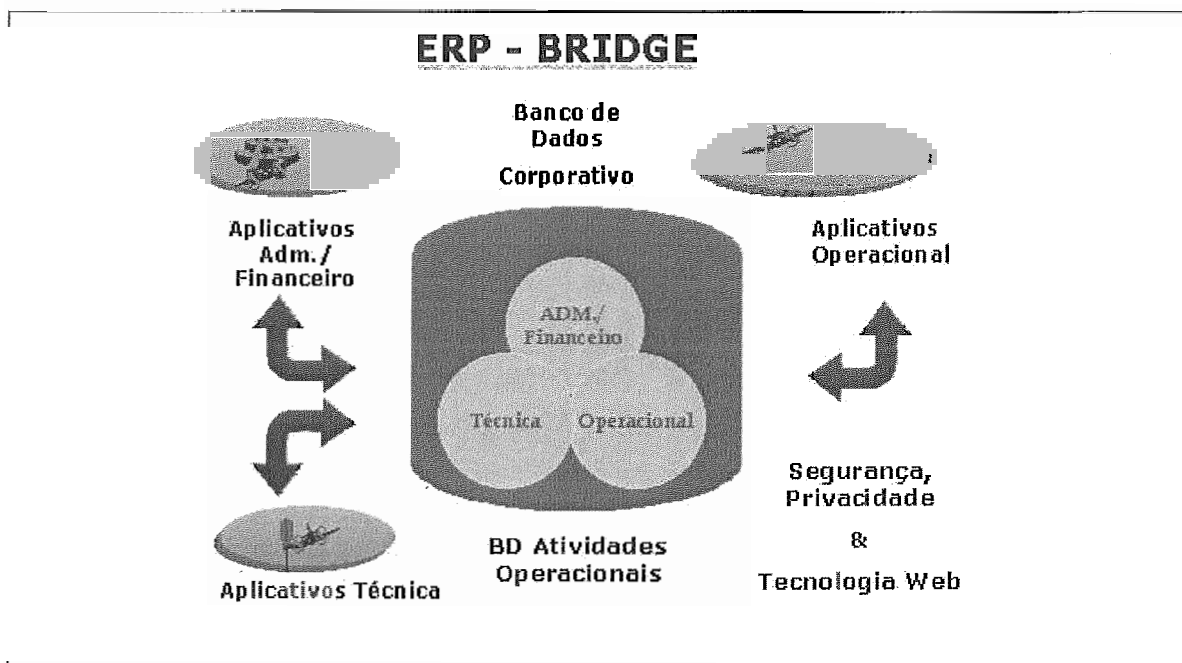 ERP - BRIDGE
Banco de
Dados
Corporativo
Aplicativos
Adm./
Financeiro
Aplicativos
Operacional
ADM./
Financeiro
Técnica
Operacional
Segurança,
Privacidade
&
Tecnologia Web
BD Atividades
Operacionais
Aplicativos Técnica